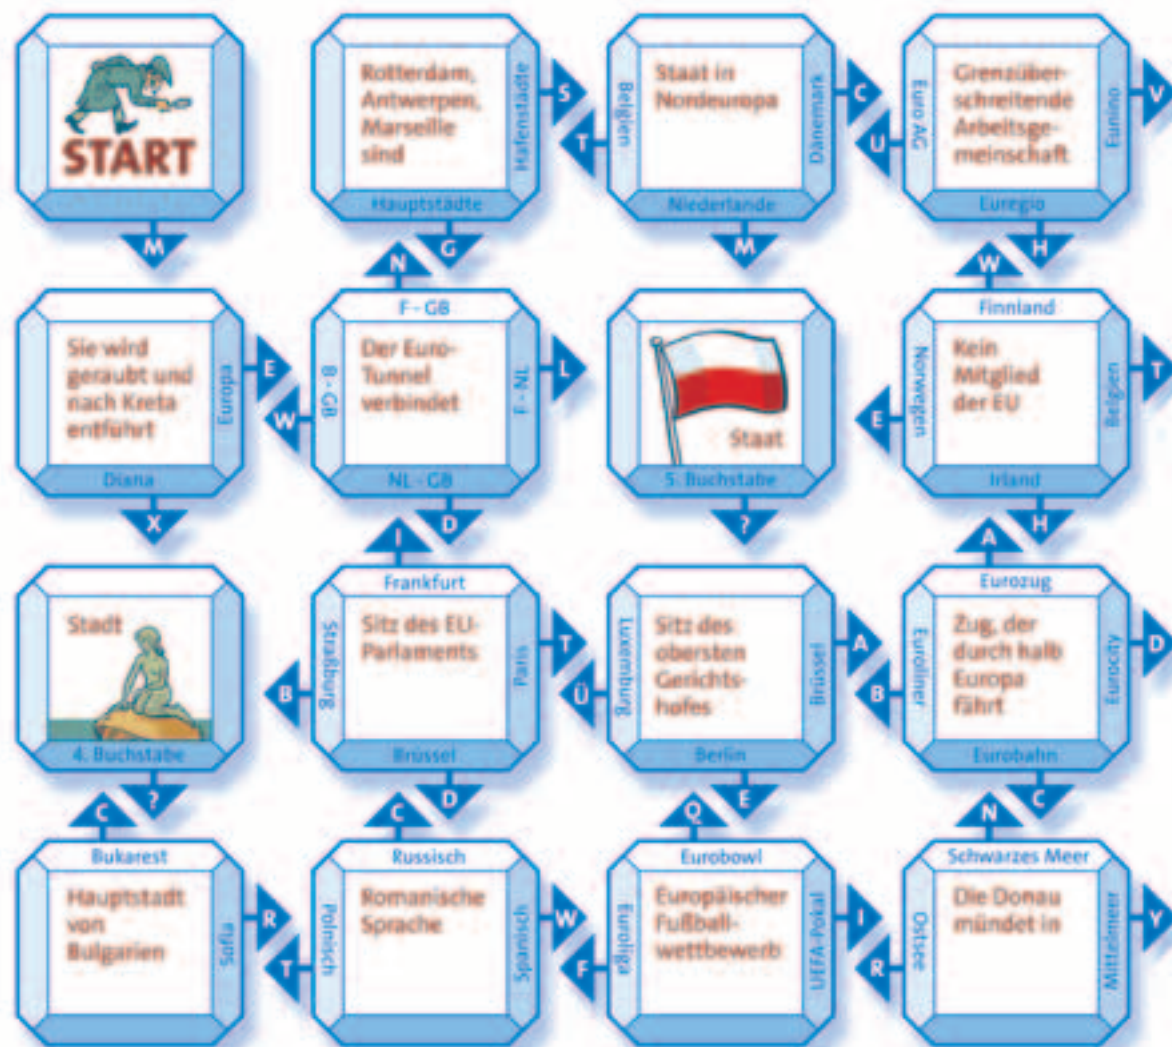 START
M
Rotterdam,
Antwerpen,
Marseille
sind
Hafenstädte
Hauptstädte
S
G
Staat in
Nordeuropa
Belgien
Dänemark
Niederlande
T
C
M
Grenzüber-
schreitende
Arbeitsge-
meinschaft
Euro AG
Eunino
Euregio
U
V
H
Sie wird
geraubt und
nach Kreta
entführt
Europa
Diana
E
X
F - GB
Der Euro-
Tunnel
verbindet
B - GB
F - NL
NL - GB
N
W
L
D
Staat
5. Buchstabe
?
Finnland
Kein
Mitglied
der EU
Norwegen
Belgien
Irland
W
E
T
H
Stadt
4. Buchstabe
?
Frankfurt
Sitz des EU-
Parlaments
Straßburg
Paris
Brüssel
I
B
T
D
Sitz des
obersten
Gerichts-
hofes
Luxemburg
Brüssel
Berlin
Ü
A
E
Eurozug
Zug, der
durch halb
Europa
fährt
Euroliner
Eurocity
Eurobahn
A
B
D
C
Bukarest
Hauptstadt
von
Bulgarien
Sofia
C
R
Russisch
Romanische
Sprache
Polnisch
Spanisch
C
T
W
Eurobowl
Europäischer
Fußball-
wettbewerb
Euroliga
UEFA-Pokal
Q
F
I
Schwarzes Meer
Die Donau
mündet in
Ostsee
Mittelmeer
N
R
Y